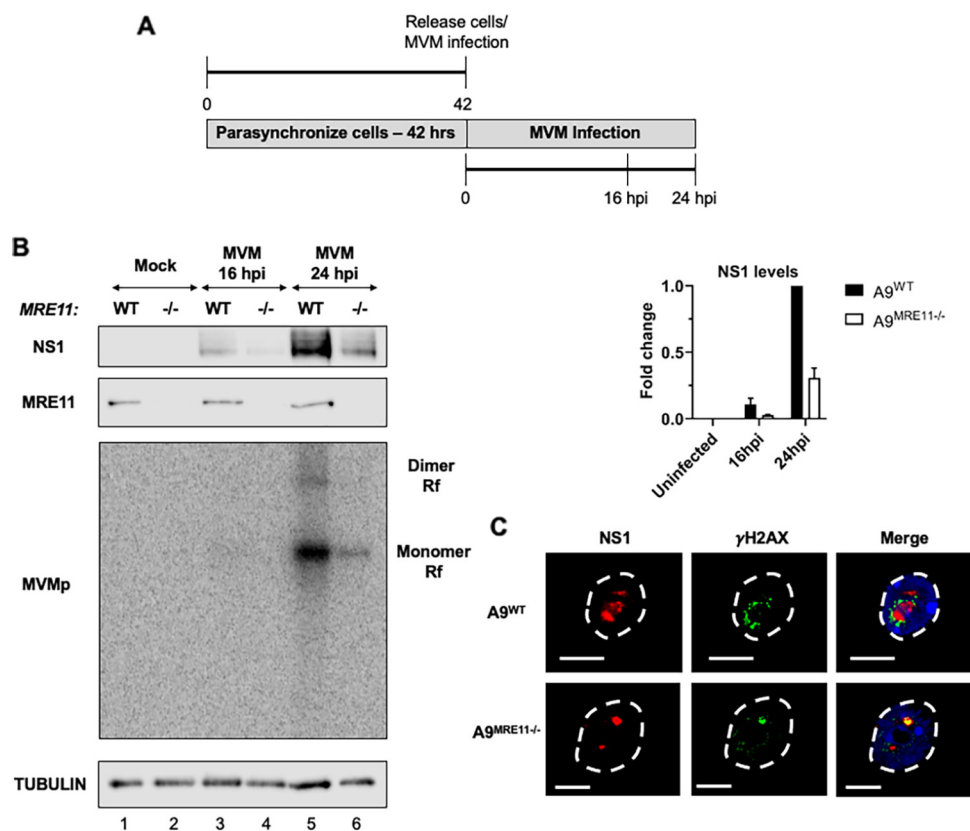 A
Release cells/
MVM infection
0
42
Parasynchronize cells – 42 hrs
MVM Infection
0
16 hpi
24 hpi
B
Mock
MVM
16 hpi
MVM
24 hpi
MRE11: WT -/- WT -/- WT -/-
NS1
MRE11
MVMp
Dimer
Rf
Monomer
Rf
TUBULIN
1 2 3 4 5 6
NS1 levels
A9WT
A9MRE11-/-
Fold change
1.0
0.5
0.0
Uninfected
16hpi
24hpi
C
NS1 γH2AX Merge
A9WT
A9MRE11-/-